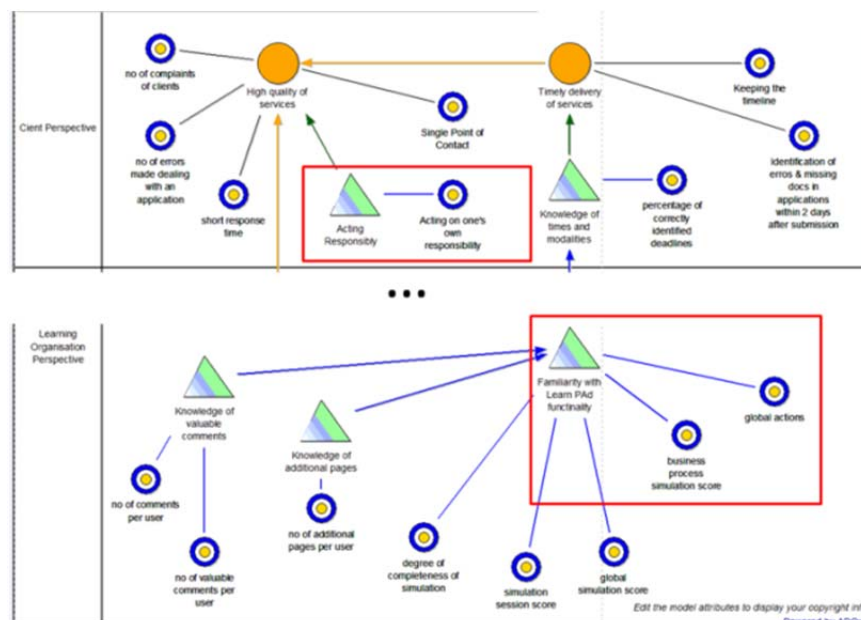 no of complaints
of clients
High quality of
services
Timely delivery
of services
Keeping the
timeline
Client Perspective
no of errors
made dealing
with an
application
Single Point of
Contact
Identification of
erros & missing
docs in
applications
within 2 days
after submission
short response
time
Acting
Responsibly
Acting on one's
own
responsibility
Knowledge of
times and
modalities
percentage of
correctly
identified
deadlines
...
Learning
Organisation
Perspective
Knowledge of
valuable
comments
Familiarity with
Learn PAd
functinality
global actions
Knowledge of
additional pages
business
process
simulation score
no of comments
per user
no of additional
pages per user
no of valuable
comments per
user
degree of
completeness of
simulation
simulation
session score
global
simulation score
Edit the model attributes to display your copyright